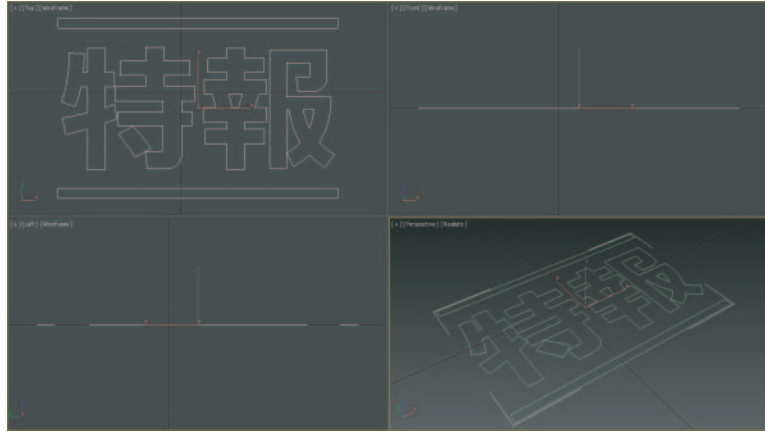 [+][Top][Wireframe]
[+][Front][Wireframe]
特報
[+][Left][Wireframe]
[+][Perspective][Realistic]
特報